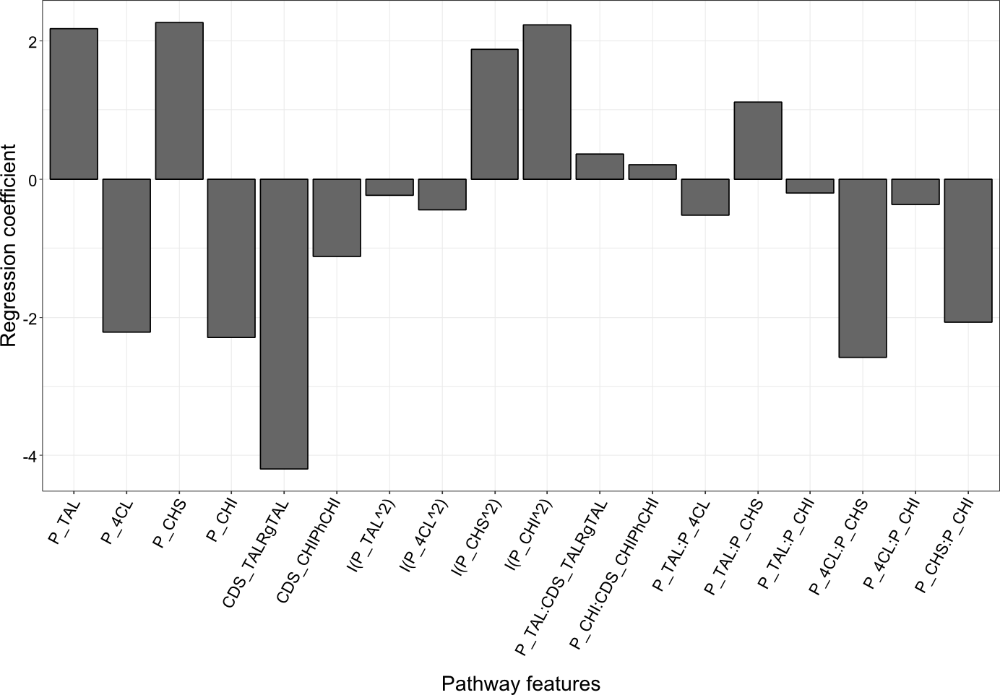 Regression coefficient
2
0
-2
-4
P_TAL
P_4CL
P_CHS
P_CHI
CDS_TALRgTAL
CDS_CHIPhCHI
I(P_TAL^2)
I(P_4CL^2)
I(P_CHS^2)
I(P_CHI^2)
P_TAL:CDS_TALRgTAL
P_CHI:CDS_CHIPhCHI
P_TAL:P_4CL
P_TAL:P_CHS
P_TAL:P_CHI
P_4CL:P_CHS
P_4CL:P_CHI
P_CHS:P_CHI
Pathway features